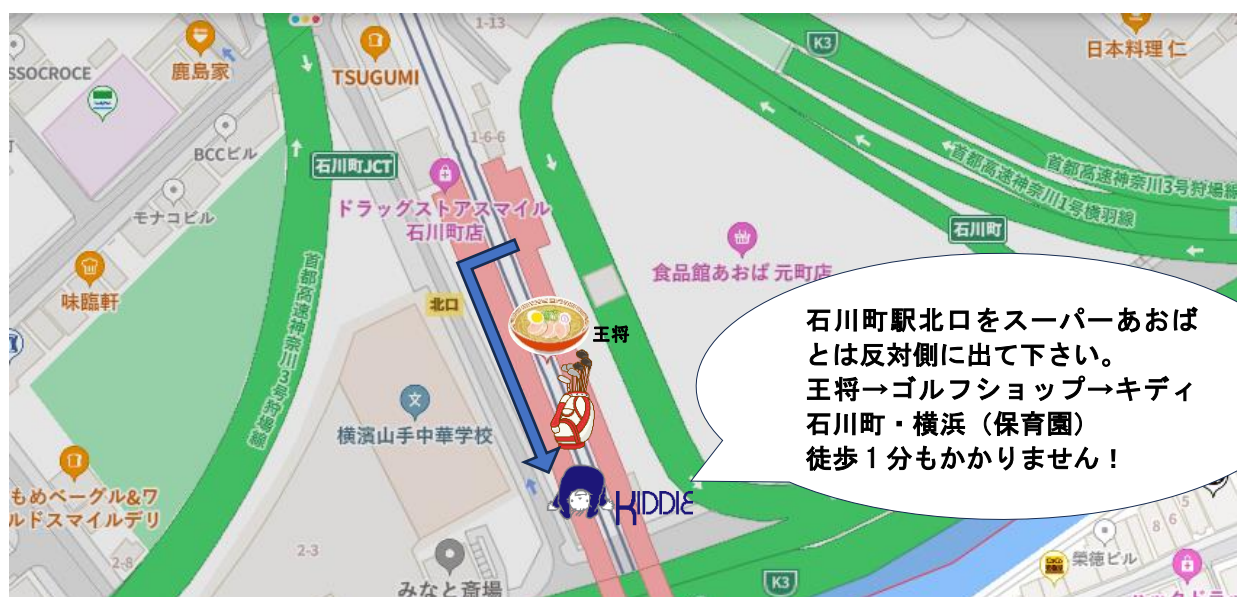 1-13
K3
日本料理 仁
SSOCROCE
鹿島家
TSUGUMI
BCCビル
1-6-6
石川町JCT
首都高速神奈川3号狩場線
首都高速神奈川1号横羽線
モナコビル
ドラッグストアスマイル
石川町店
石川町
食品館あおば 元町店
味臨軒
北口
首都高速神奈川3号狩場線
王将
石川町駅北口をスーパーあおば
とは反対側に出て下さい。
王将→ゴルフショップ→キディ
石川町・横浜（保育園）
徒歩１分もかかりません！
文
横濱山手中華学校
もめベーグル&ワ
ルドスマイルデリ
KIDDIE
2-3
2-8
みなと斎場
K3
8 6 5
榮徳ビル